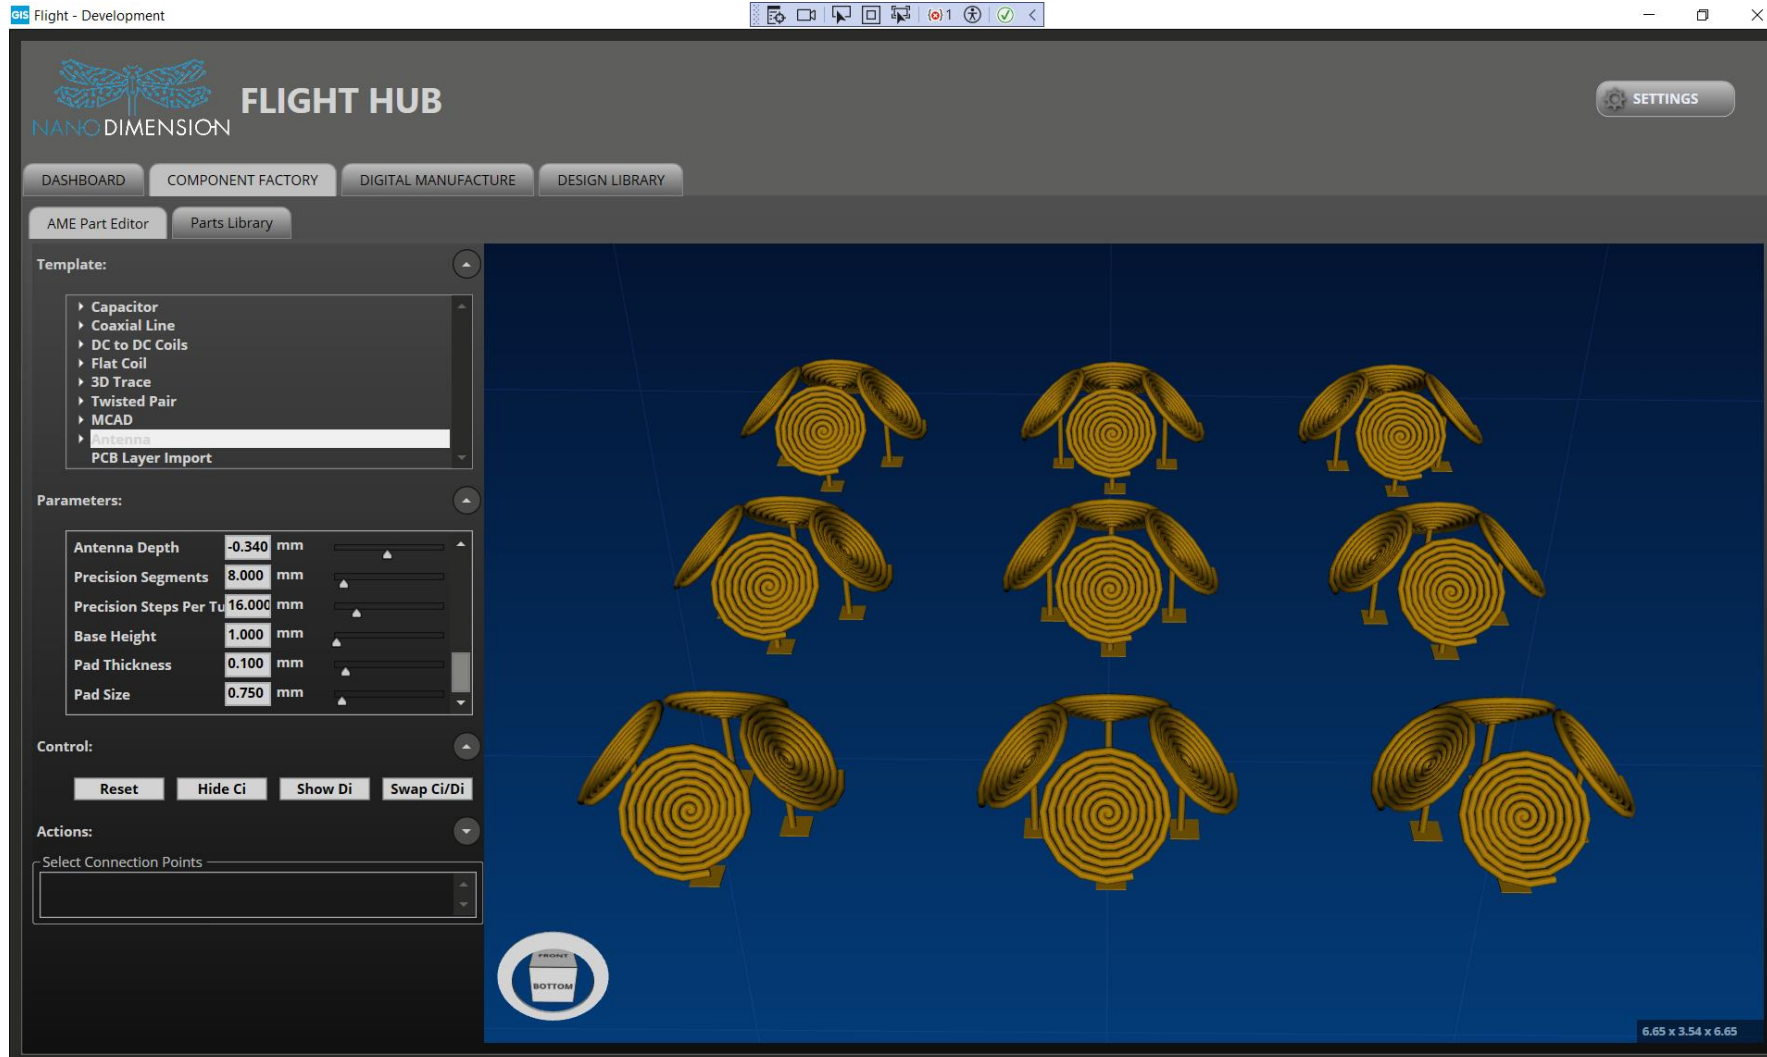 GIS Flight - Development
1
NANODIMENSION
FLIGHT HUB
SETTINGS
DASHBOARD
COMPONENT FACTORY
DIGITAL MANUFACTURE
DESIGN LIBRARY
AME Part Editor
Parts Library
Template:
Capacitor
Coaxial Line
DC to DC Coils
Flat Coil
3D Trace
Twisted Pair
MCAD
Antenna
PCB Layer Import
Parameters:
Antenna Depth -0.340 mm
Precision Segments 8.000 mm
Precision Steps Per Tu 16.000 mm
Base Height 1.000 mm
Pad Thickness 0.100 mm
Pad Size 0.750 mm
Control:
Reset
Hide Ci
Show Di
Swap Ci/Di
Actions:
Select Connection Points
FRONT
BOTTOM
6.65 x 3.54 x 6.65